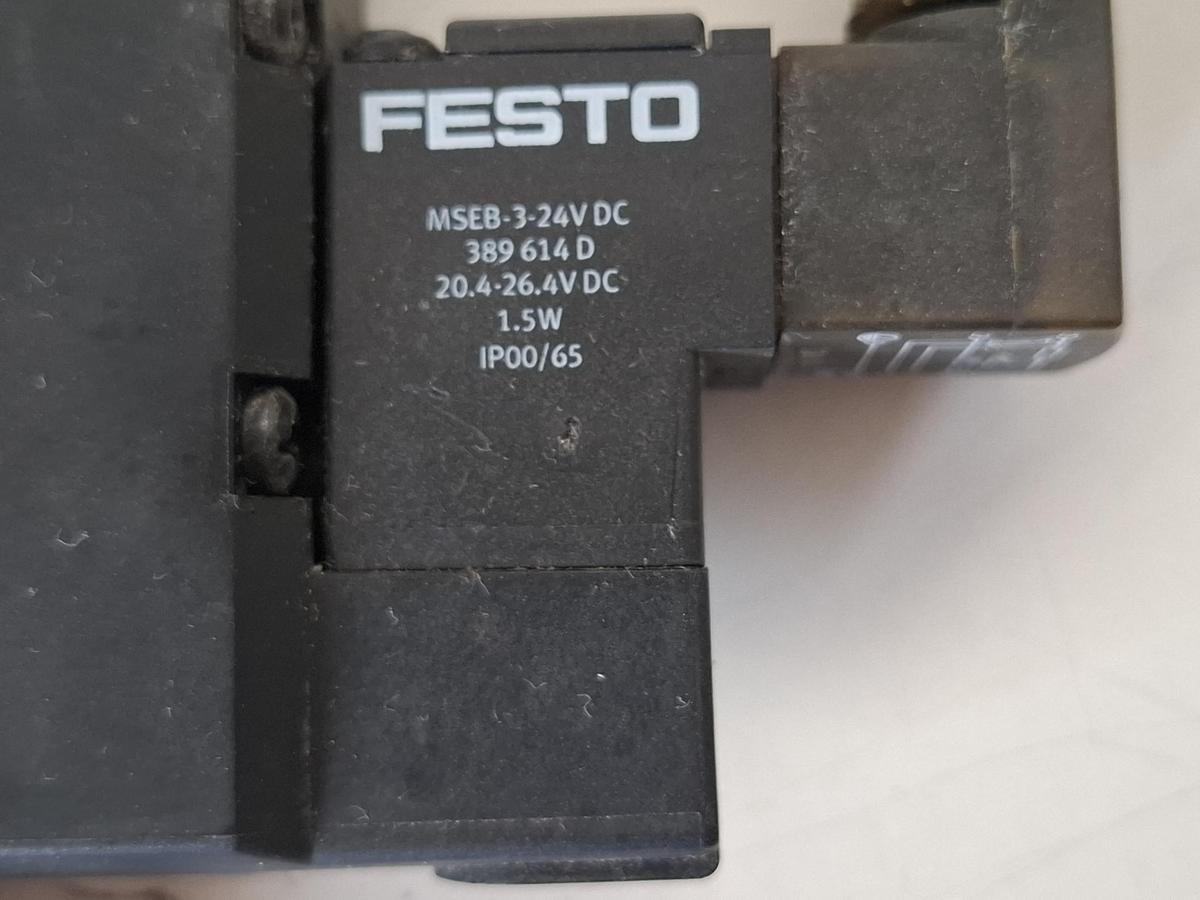 FESTO
MSEB-3-24V DC
389 614 D
20.4-26.4V DC
1.5W
IP00/65